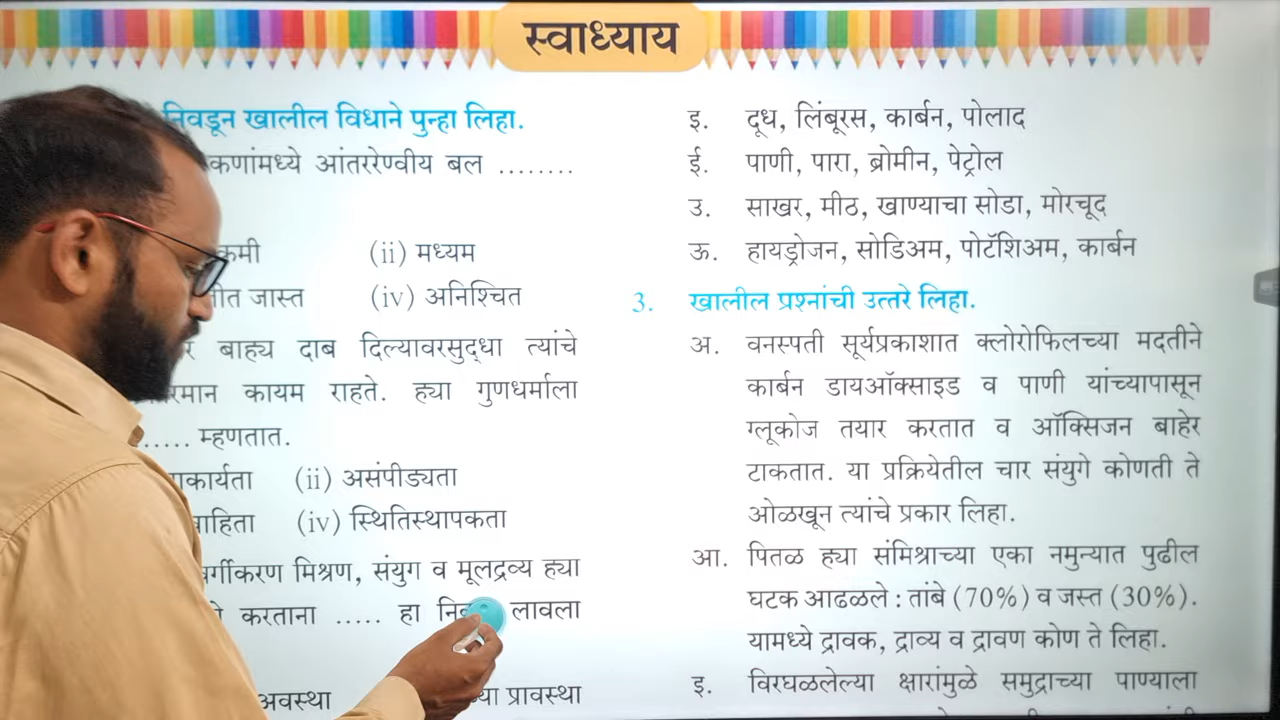 स्वाध्याय
निवडून खालील विधाने पुन्हा लिहा.
कणांमध्ये आंतररेण्वीय बल ........
कमी (ii) मध्यम
जास्त (iv) अनिश्चित
बाह्य दाब दिल्यावरसुद्धा त्यांचे
कायम राहते. ह्या गुणधर्माला
..... म्हणतात.
(ii) असंपीड्यता
(iv) स्थितिस्थापकता
मिश्रण, संयुग व मूलद्रव्य ह्या
करताना ..... हा लावला
अवस्था प्रावस्था
इ. दूध, लिंबूरस, कार्बन, पोलाद
ई. पाणी, पारा, ब्रोमीन, पेट्रोल
उ. साखर, मीठ, खाण्याचा सोडा, मोरचूद
ऊ. हायड्रोजन, सोडिअम, पोटॅशिअम, कार्बन
3. खालील प्रश्नांची उत्तरे लिहा.
अ. वनस्पती सूर्यप्रकाशात क्लोरोफिलच्या मदतीने
कार्बन डायऑक्साइड व पाणी यांच्यापासून
ग्लूकोज तयार करतात व ऑक्सिजन बाहेर
टाकतात. या प्रक्रियेतील चार संयुगे कोणती ते
ओळखून त्यांचे प्रकार लिहा.
आ. पितळ ह्या संमिश्राच्या एका नमुन्यात पुढील
घटक आढळले : तांबे (70%) व जस्त (30%).
यामध्ये द्रावक, द्राव्य व द्रावण कोण ते लिहा.
इ. विरघळलेल्या क्षारांमुळे समुद्राच्या पाण्याला